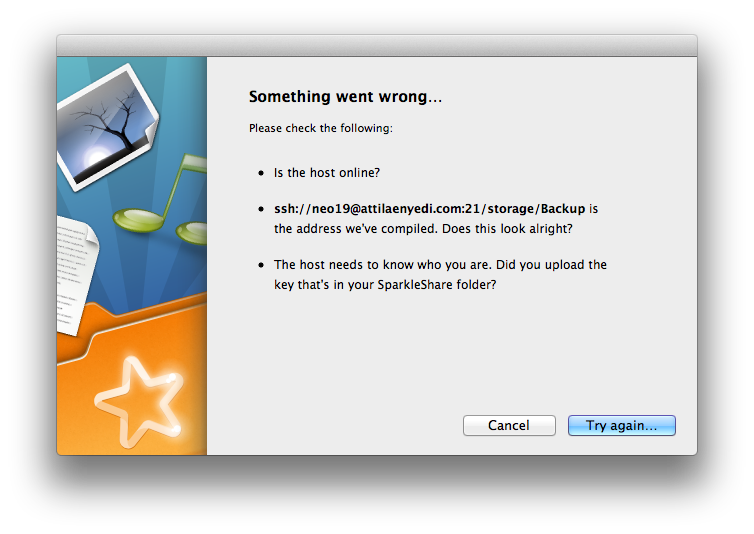 Something went wrong...
Please check the following:
• Is the host online?
• ssh://neo19@attilaenyedi.com:21/storage/Backup is
the address we've compiled. Does this look alright?
• The host needs to know who you are. Did you upload the
key that's in your SparkleShare folder?
Cancel
Try again...